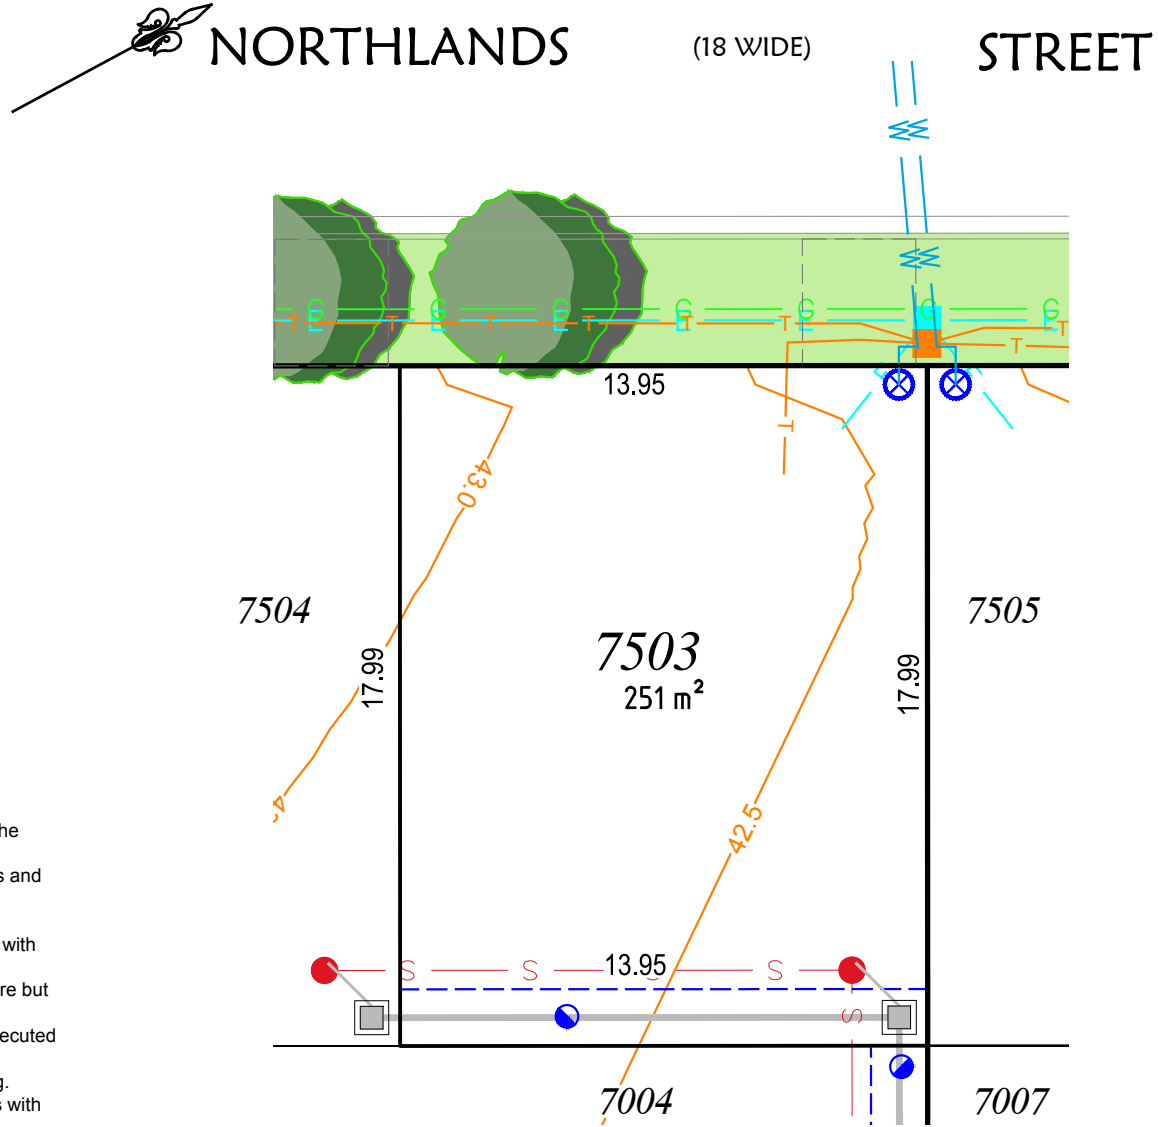 NORTHLANDS (18 WIDE) STREET
W W
W W
G G G G G G G
E E E E E
T T T T T T
T
E
13.95
T
43.0
7504 7505
7503
17.99 17.99
251 m²
42.5
he
s and
with
S S 13.95 S
re but
S
ecuted
g.
s with
7004 7007